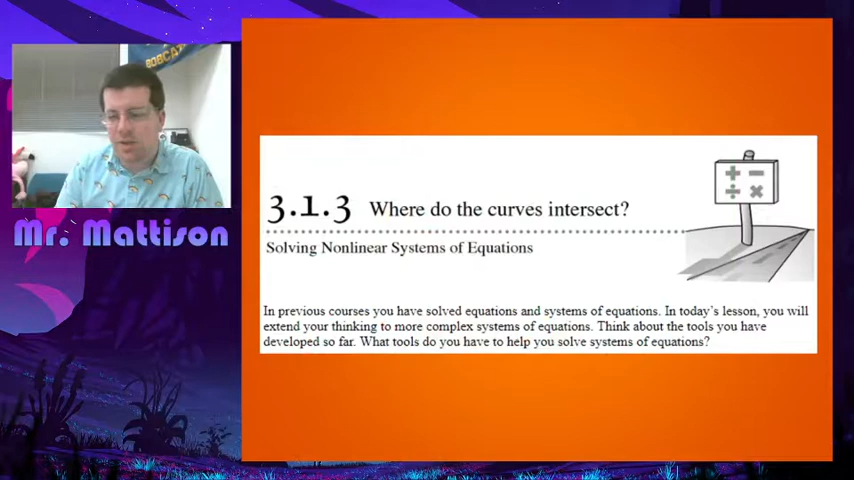 BOBCA
Mr. Mattison
3.1.3 Where do the curves intersect?
Solving Nonlinear Systems of Equations
+ −
÷ ×
In previous courses you have solved equations and systems of equations. In today's lesson, you will
extend your thinking to more complex systems of equations. Think about the tools you have
developed so far. What tools do you have to help you solve systems of equations?